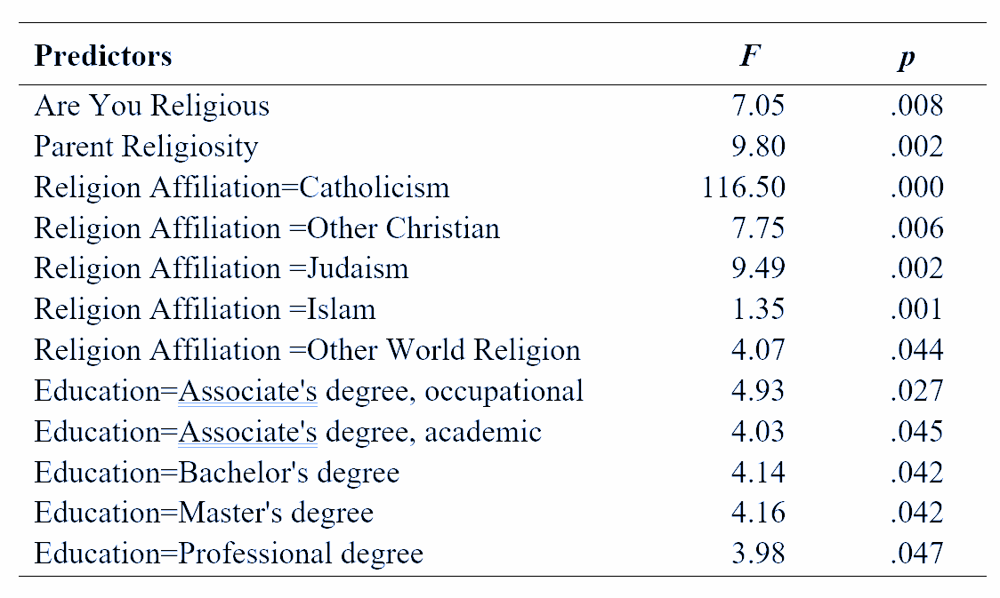 Predictors F p
Are You Religious 7.05 .008
Parent Religiosity 9.80 .002
Religion Affiliation=Catholicism 116.50 .000
Religion Affiliation =Other Christian 7.75 .006
Religion Affiliation =Judaism 9.49 .002
Religion Affiliation =Islam 1.35 .001
Religion Affiliation =Other World Religion 4.07 .044
Education=Associate's degree, occupational 4.93 .027
Education=Associate's degree, academic 4.03 .045
Education=Bachelor's degree 4.14 .042
Education=Master's degree 4.16 .042
Education=Professional degree 3.98 .047